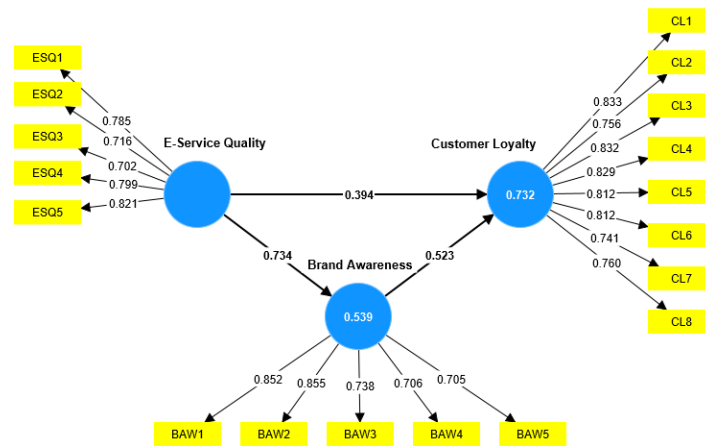 CL1
ESQ1
CL2
ESQ2
CL3
0.833
0.785
0.756
0.716
ESQ3
E-Service Quality
Customer Loyalty
0.832
CL4
0.702
0.829
ESQ4
0.799
0.394
0.732
0.812
CL5
ESQ5
0.821
0.812
CL6
0.741
0.734
Brand Awareness
0.523
0.760
CL7
0.539
CL8
0.852
0.855
0.738
0.706
0.705
BAW1
BAW2
BAW3
BAW4
BAW5